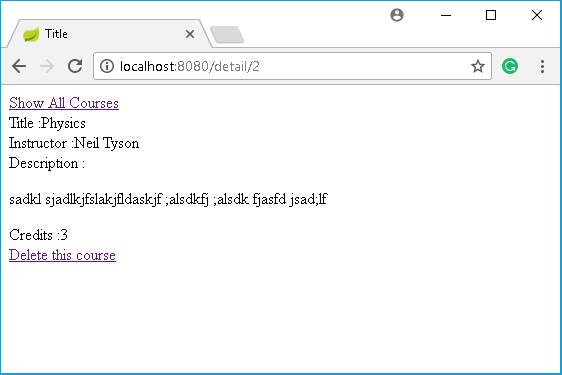 Title
localhost:8080/detail/2
Show All Courses
Title :Physics
Instructor :Neil Tyson
Description :
sadkl sjadlkjfslakjfldaskjf ;alsdkfj ;alsdk fjasfd jsad;lf
Credits :3
Delete this course